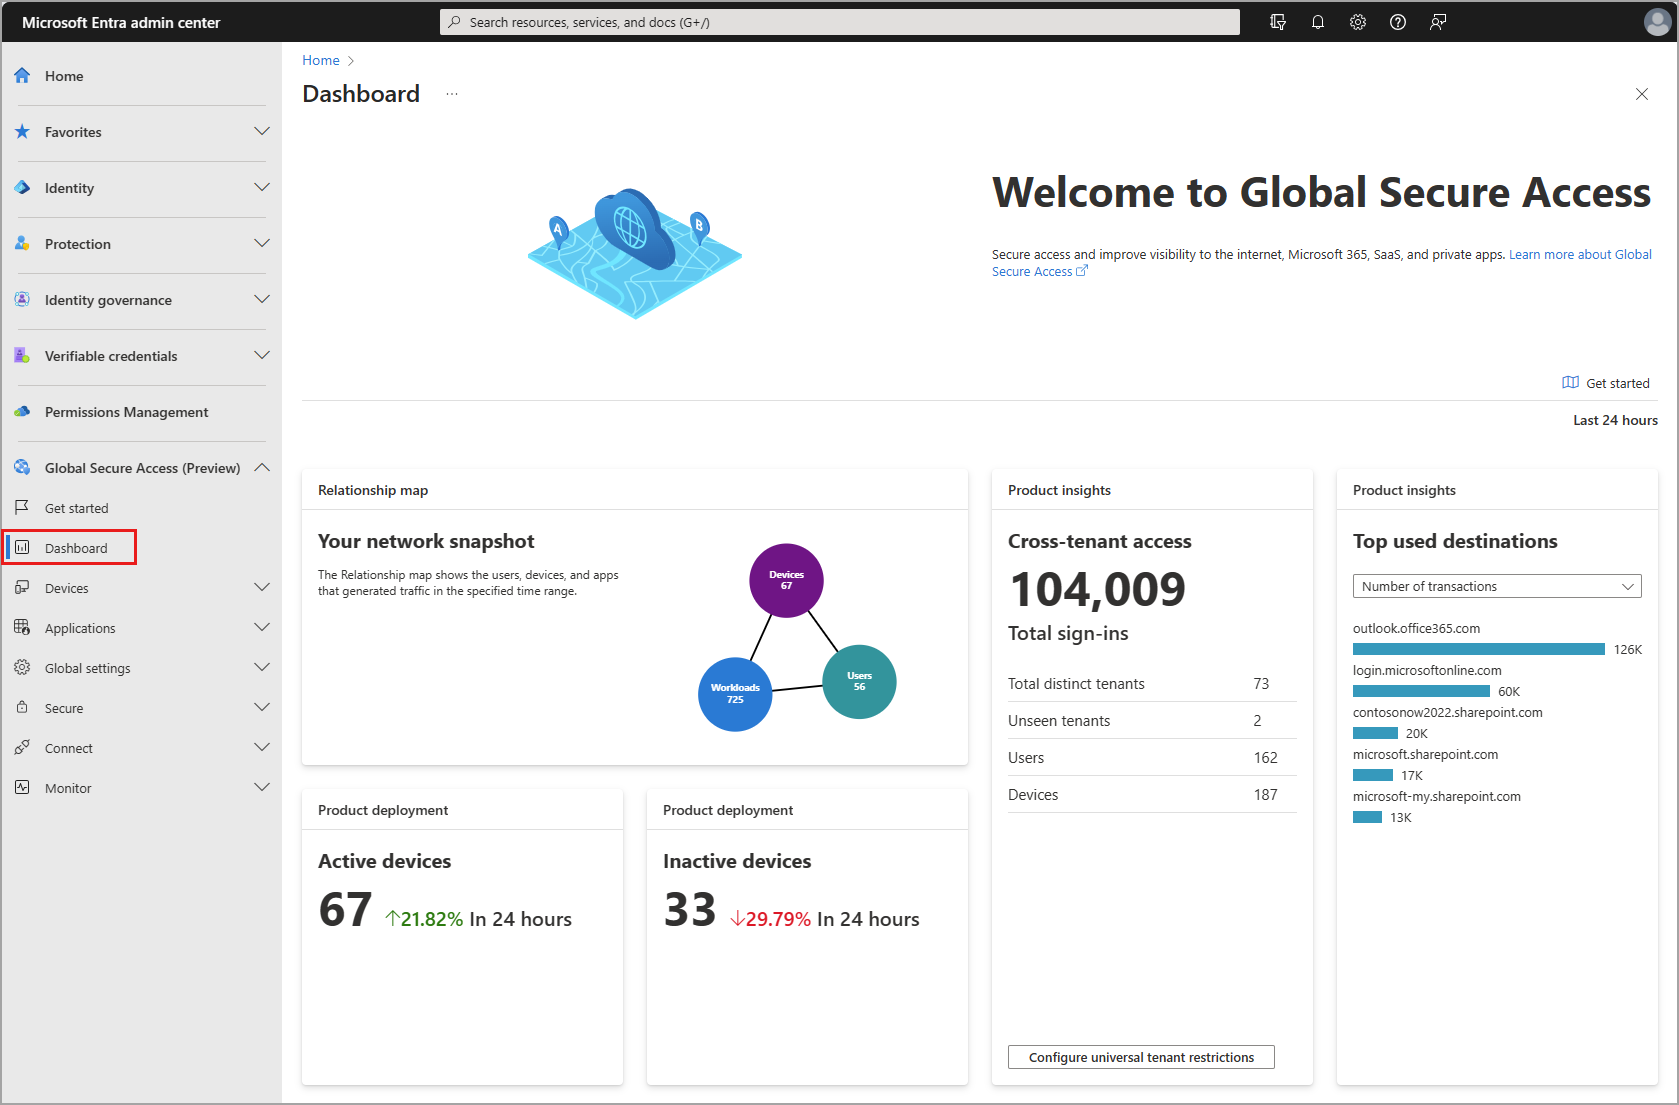 Microsoft Entra admin center
Search resources, services, and docs (G+/)
Home
Favorites
Identity
Protection
Identity governance
Verifiable credentials
Permissions Management
Global Secure Access (Preview)
Get started
Dashboard
Devices
Applications
Global settings
Secure
Connect
Monitor
Home
Dashboard
...
A
B
Welcome to Global Secure Access
Secure access and improve visibility to the internet, Microsoft 365, SaaS, and private apps. Learn more about Global
Secure Access
Get started
Last 24 hours
Relationship map
Your network snapshot
The Relationship map shows the users, devices, and apps
that generated traffic in the specified time range.
Devices
67
Workloads
725
Users
56
Product deployment
Active devices
67 ↑21.82% In 24 hours
Product deployment
Inactive devices
33 ↓29.79% In 24 hours
Product insights
Cross-tenant access
104,009
Total sign-ins
Total distinct tenants 73
Unseen tenants 2
Users 162
Devices 187
Configure universal tenant restrictions
Product insights
Top used destinations
Number of transactions
outlook.office365.com
126K
login.microsoftonline.com
60K
contosonow2022.sharepoint.com
20K
microsoft.sharepoint.com
17K
microsoft-my.sharepoint.com
13K